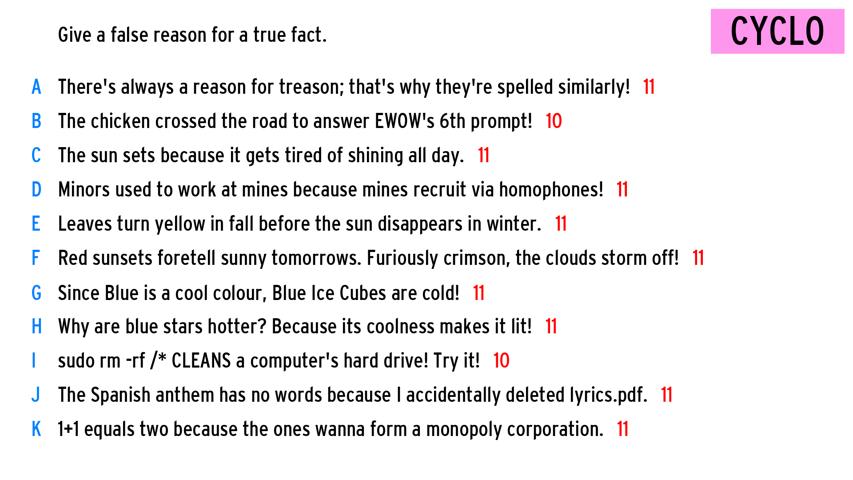 Give a false reason for a true fact.
CYCLO
A There's always a reason for treason; that's why they're spelled similarly! 11
B The chicken crossed the road to answer EWOW's 6th prompt! 10
C The sun sets because it gets tired of shining all day. 11
D Minors used to work at mines because mines recruit via homophones! 11
E Leaves turn yellow in fall before the sun disappears in winter. 11
F Red sunsets foretell sunny tomorrows. Furiously crimson, the clouds storm off! 11
G Since Blue is a cool colour, Blue Ice Cubes are cold! 11
H Why are blue stars hotter? Because its coolness makes it lit! 11
I sudo rm -rf /* CLEANS a computer's hard drive! Try it! 10
J The Spanish anthem has no words because I accidentally deleted lyrics.pdf. 11
K 1+1 equals two because the ones wanna form a monopoly corporation. 11